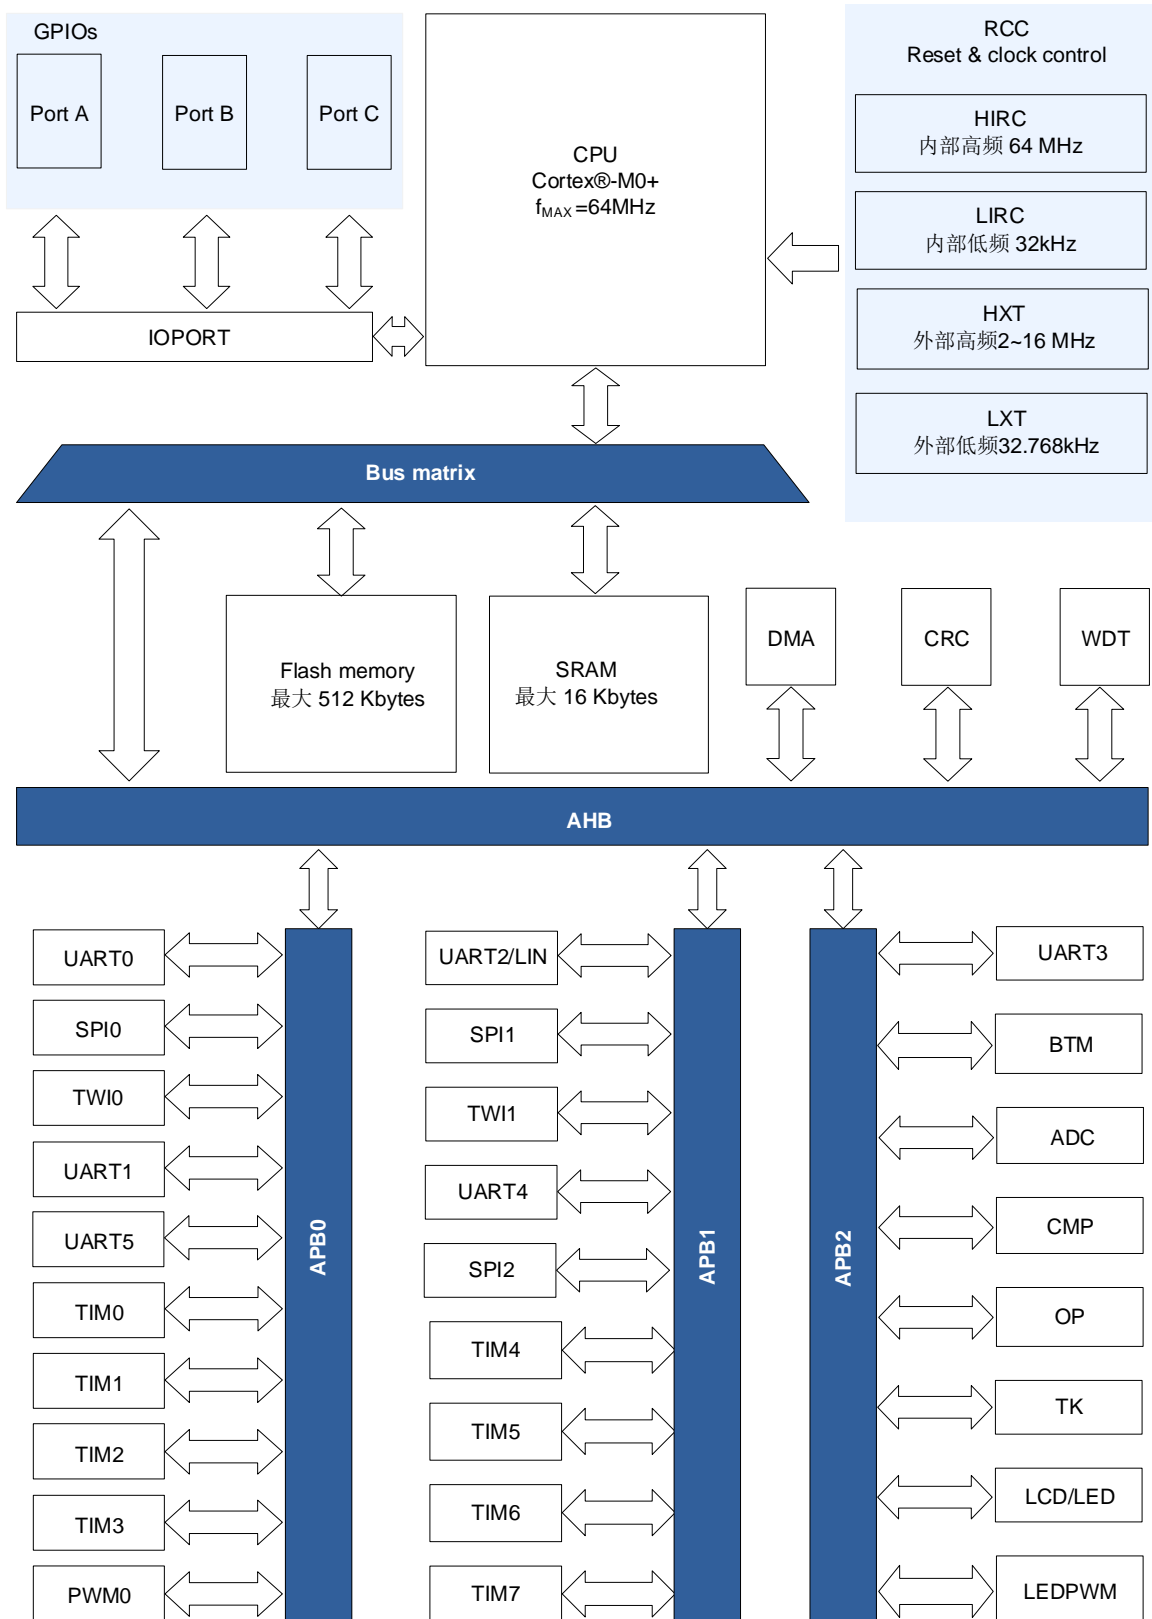 GPIOs
Port A
Port B
Port C
IOPORT
CPU
Cortex®-M0+
fMAX=64MHz
RCC
Reset & clock control
HIRC
内部高频 64 MHz
LIRC
内部低频 32kHz
HXT
外部高频2~16 MHz
LXT
外部低频32.768kHz
Bus matrix
Flash memory
最大 512 Kbytes
SRAM
最大 16 Kbytes
DMA
CRC
WDT
AHB
UART0
SPI0
TWI0
UART1
UART5
TIM0
TIM1
TIM2
TIM3
PWM0
APB0
UART2/LIN
SPI1
TWI1
UART4
SPI2
TIM4
TIM5
TIM6
TIM7
APB1
APB2
UART3
BTM
ADC
CMP
OP
TK
LCD/LED
LEDPWM